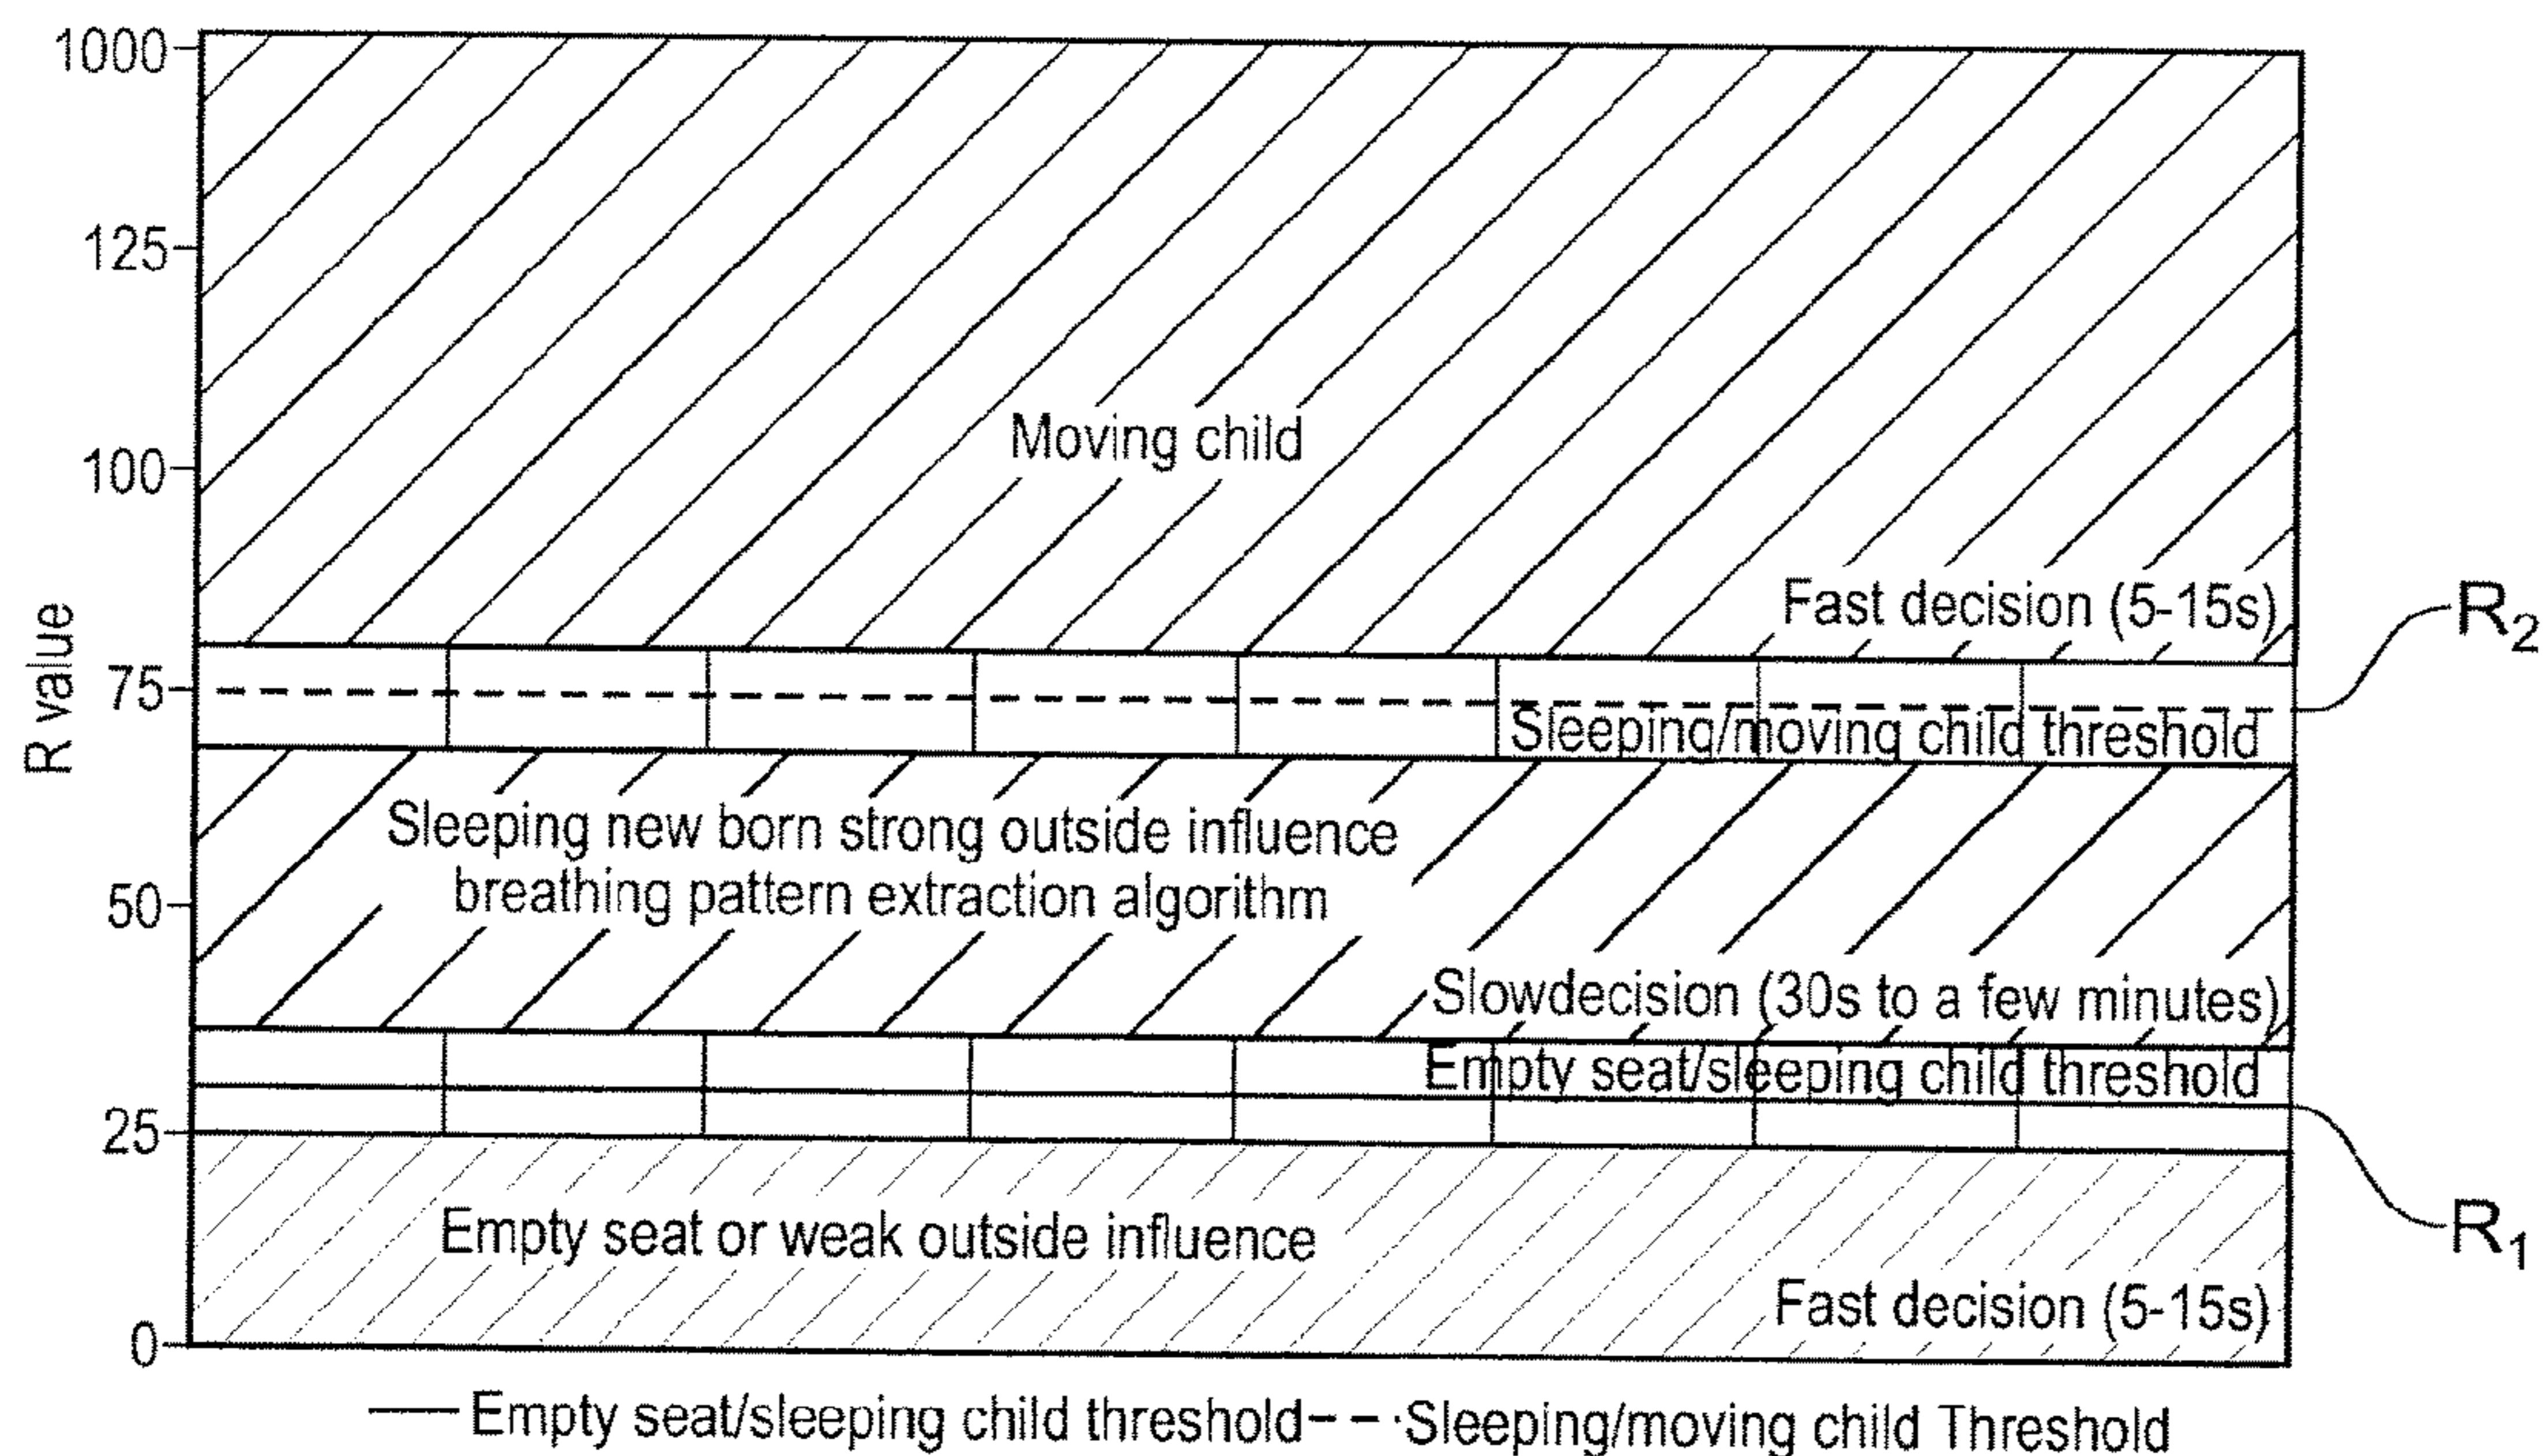 1000
125
100
75
50
25
0
R value
Moving child
Fast decision (5-15s)
R2
Sleeping/moving child threshold
Sleeping new born strong outside influence
breathing pattern extraction algorithm
Slowdecision (30s to a few minutes)
Empty seat/sleeping child threshold
R1
Empty seat or weak outside influence
Fast decision (5-15s)
Empty seat/sleeping child threshold
Sleeping/moving child Threshold